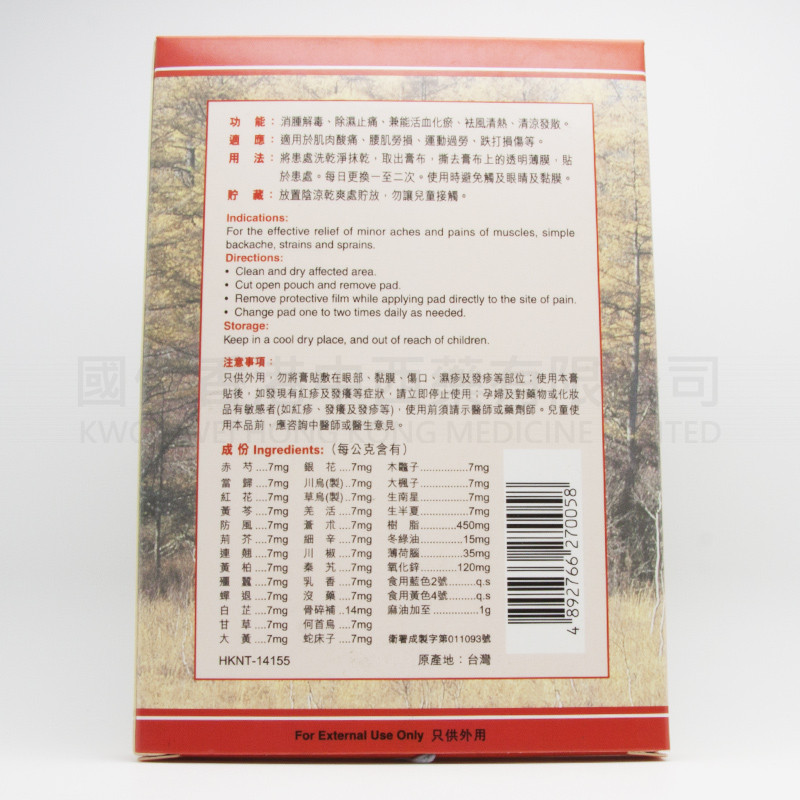 功 能：消腫解毒、除濕止痛、兼能活血化瘀、袪風清熱、清涼發散。
適 應：適用於肌肉酸痛、腰肌勞損、運動過勞、跌打損傷等。
用 法：將患處洗乾淨抹乾，取出膏布，撕去膏布上的透明薄膜，貼
於患處。每日更換一至二次。使用時避免觸及眼睛及黏膜。
貯 藏：放置陰涼乾爽處貯放，勿讓兒童接觸。
Indications:
For the effective relief of minor aches and pains of muscles, simple
backache, strains and sprains.
Directions:
• Clean and dry affected area.
• Cut open pouch and remove pad.
• Remove protective film while applying pad directly to the site of pain.
• Change pad one to two times daily as needed.
Storage:
Keep in a cool dry place, and out of reach of children.
注意事項：
只供外用，勿將膏貼敷在眼部、黏膜、傷口、濕疹及發疹等部位；使用本膏
貼後，如發現有紅疹及發癢等症狀，請立即停止使用；孕婦及對藥物或化妝
品有敏感者(如紅疹、發癢及發疹等)，使用前須請示醫師或藥劑師。兒童使
用本品前，應咨詢中醫師或醫生意見。
成 份 Ingredients:（每公克含有）
赤 芍....7mg 銀 花....7mg 木鼈子................7mg
當 歸....7mg 川烏(製)..7mg 大楓子................7mg
紅 花....7mg 草烏(製)..7mg 生南星................7mg
黃 芩....7mg 羌 活....7mg 生半夏................7mg
防 風....7mg 蒼 朮....7mg 樹 脂............450mg
荊 芥....7mg 細 辛....7mg 冬綠油..............15mg
連 翹....7mg 川 椒....7mg 薄荷腦..............35mg
黃 柏....7mg 秦 艽....7mg 氧化鋅............120mg
殭 蠶....7mg 乳 香....7mg 食用藍色2號........q.s
蟬 退....7mg 沒 藥....7mg 食用黃色4號........q.s
白 芷....7mg 骨碎補..14mg 麻油加至...............1g
甘 草....7mg 何首烏....7mg
大 黃....7mg 蛇床子....7mg 衛署成製字第011093號
HKNT-14155 原產地：台灣
4 892766 270058
For External Use Only 只供外用
KWOK WEI HONG KONG MEDICINE LIMITED